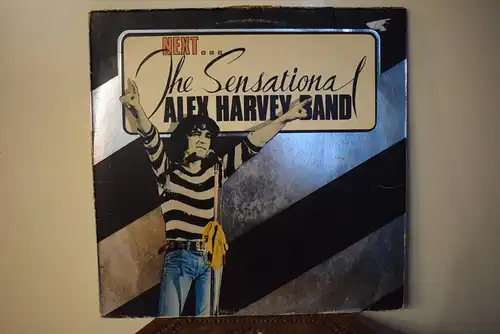 NEXT...
The Sensational
ALEX HARVEY BAND